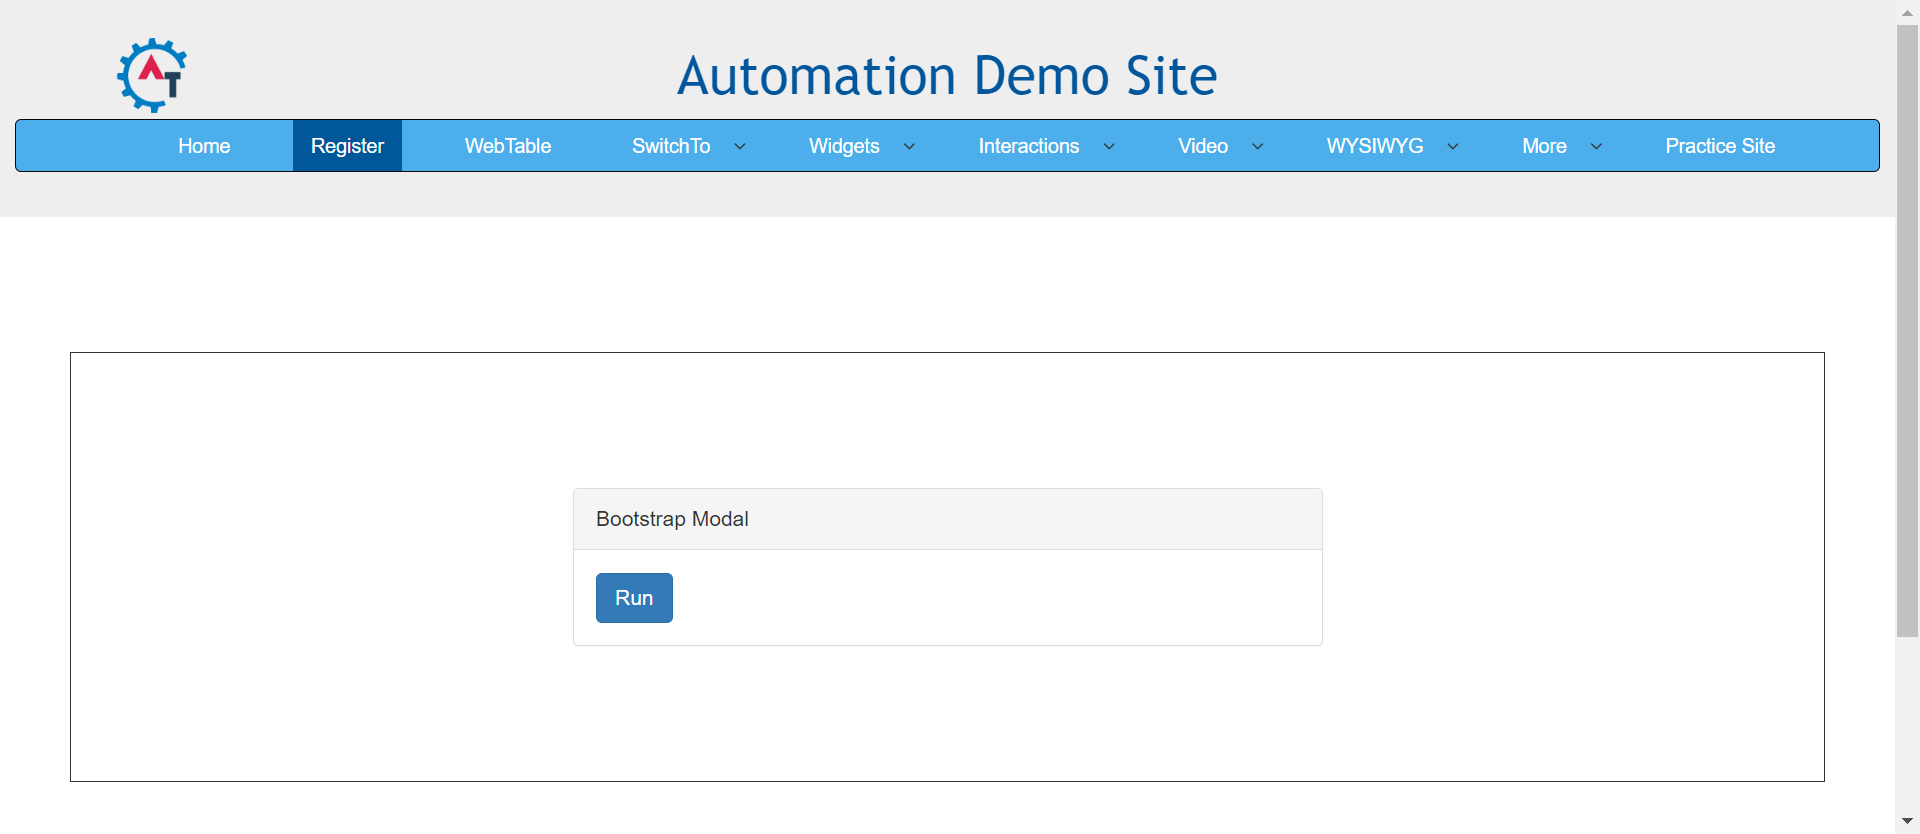 AT
Automation Demo Site
Home Register WebTable SwitchTo Widgets Interactions Video WYSIWYG More Practice Site
Bootstrap Modal
Run